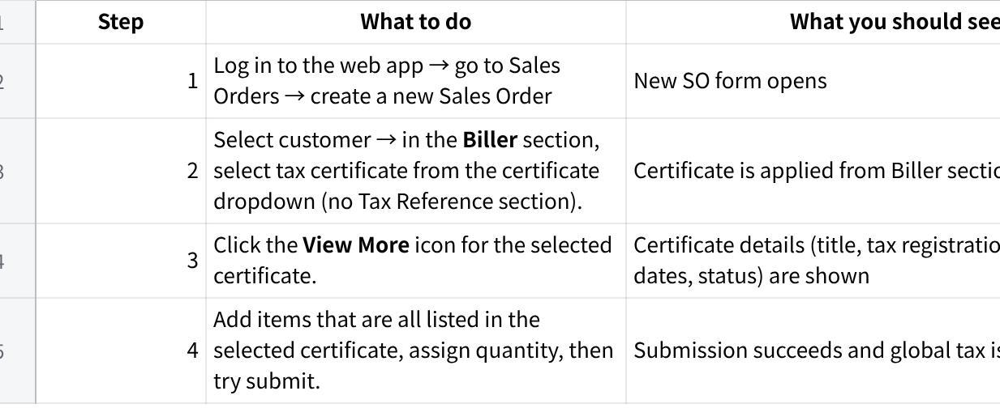 1 Step What to do What you should see
2 1 Log in to the web app → go to Sales
Orders → create a new Sales Order
New SO form opens
3 2 Select customer → in the Biller section,
select tax certificate from the certificate
dropdown (no Tax Reference section).
Certificate is applied from Biller
4 3 Click the View More icon for the selected
certificate.
Certificate details (title, tax
dates, status) are shown
5 4 Add items that are all listed in the
selected certificate, assign quantity, then
try submit.
Submission succeeds and global tax